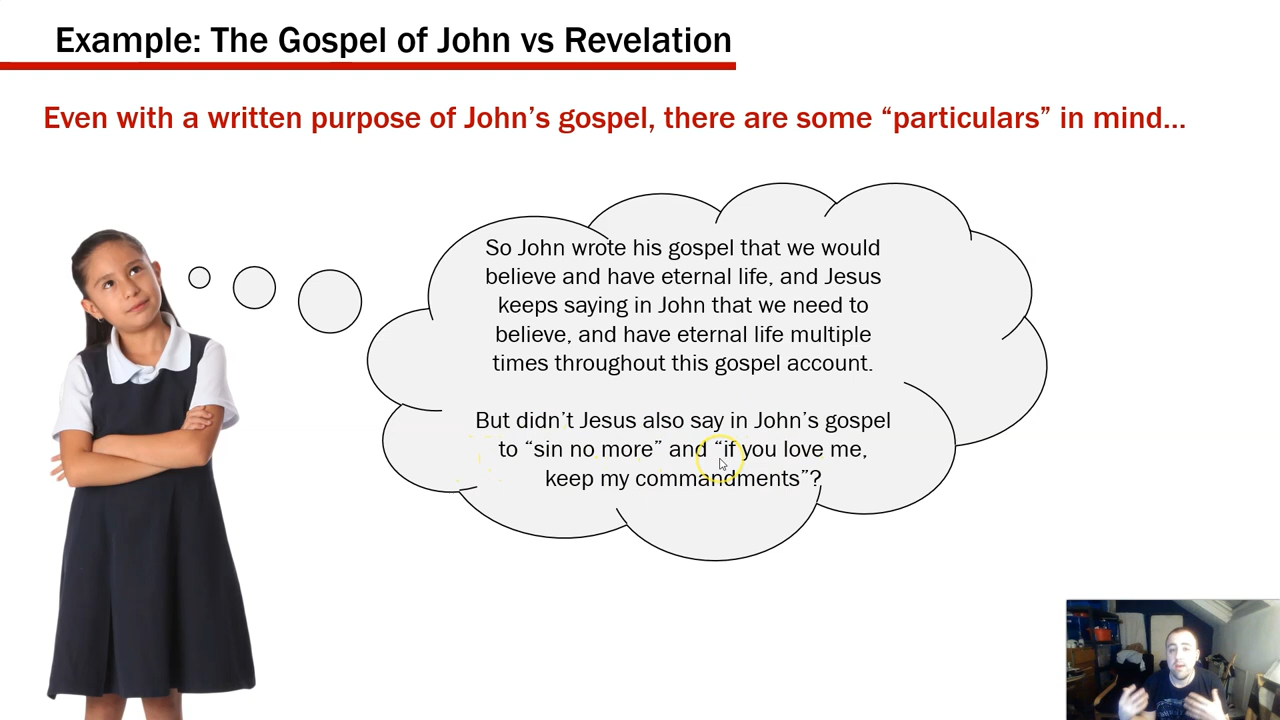 Example: The Gospel of John vs Revelation
Even with a written purpose of John’s gospel, there are some “particulars” in mind...
So John wrote his gospel that we would
believe and have eternal life, and Jesus
keeps saying in John that we need to
believe, and have eternal life multiple
times throughout this gospel account.
But didn’t Jesus also say in John’s gospel
to “sin no more” and “if you love me,
keep my commandments”?